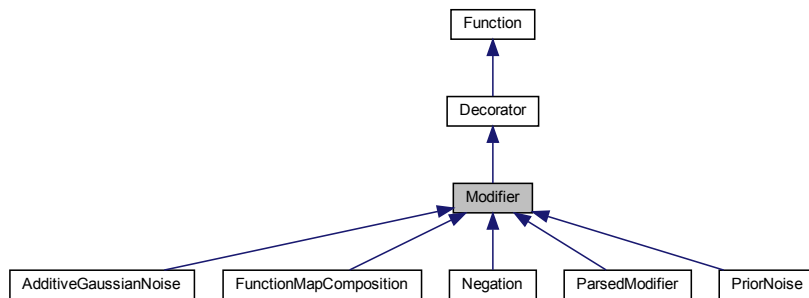 Function
Decorator
Modifier
AdditiveGaussianNoise
FunctionMapComposition
Negation
ParsedModifier
PriorNoise